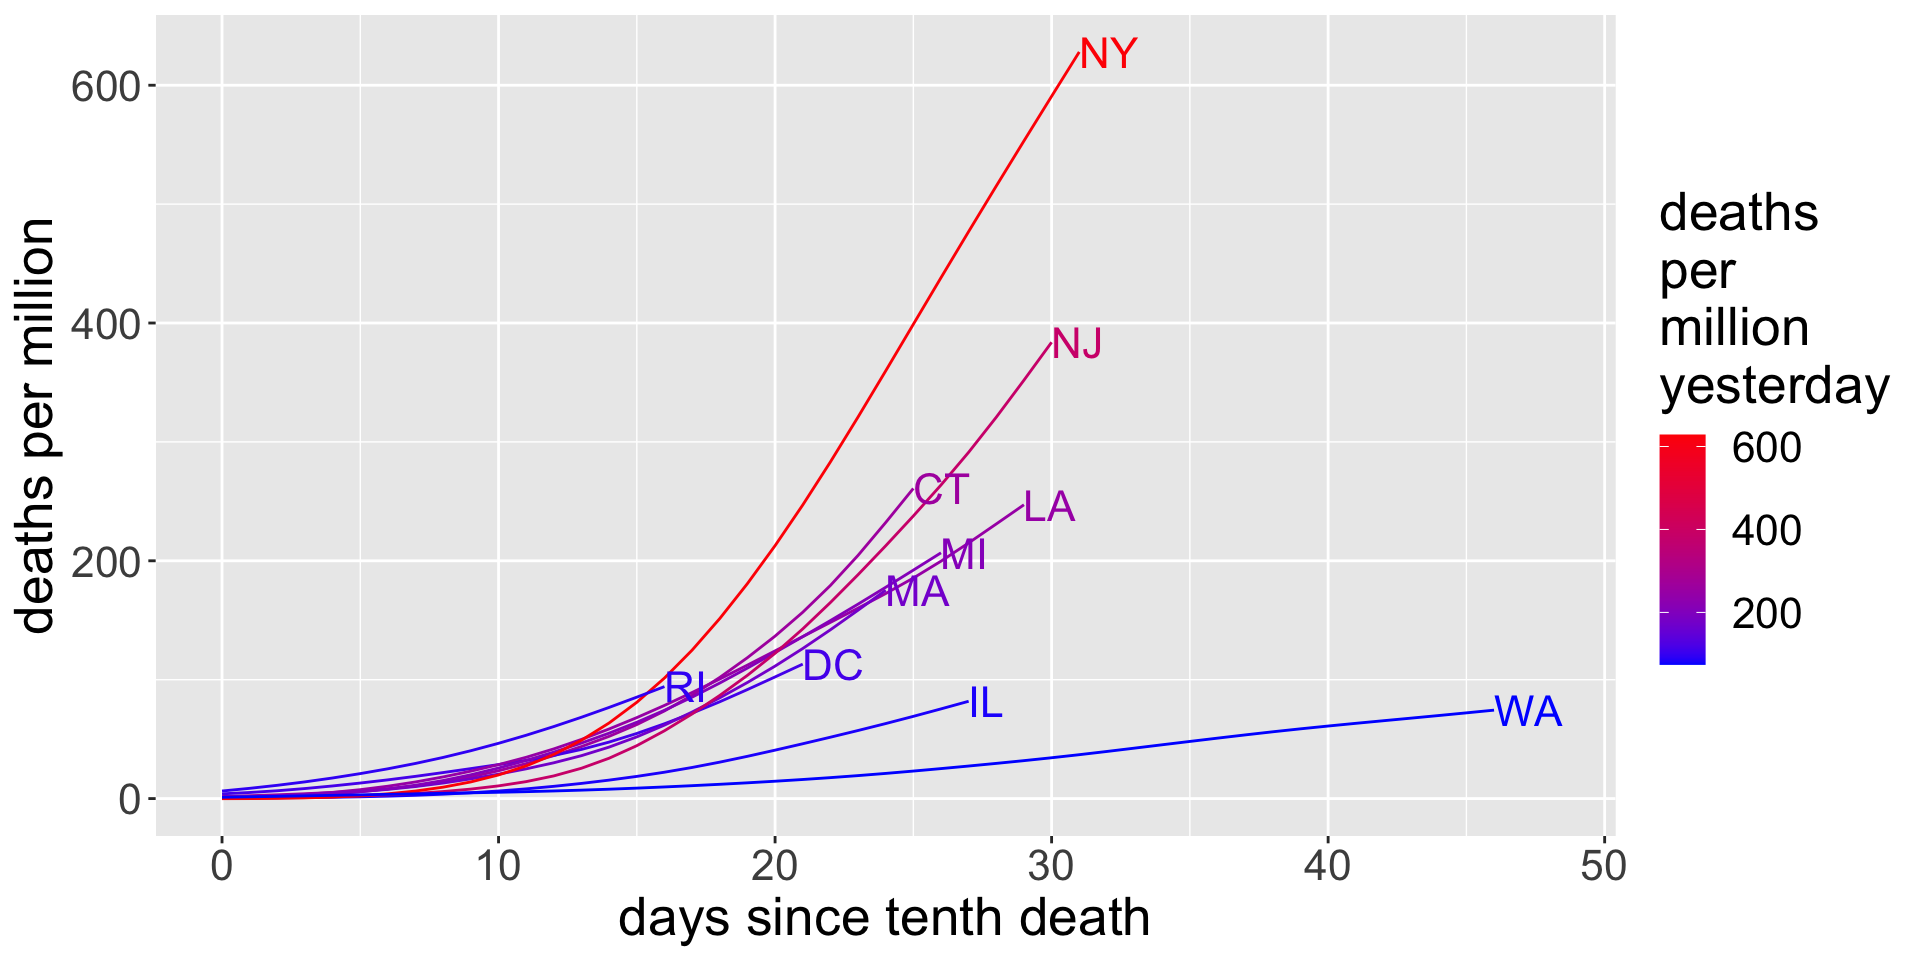 NY
600
deaths
per
million
yesterday
400
NJ
600
CT
LA
400
200
MI
MA
200
RI
DC
IL
WA
0
0
10
20
30
40
50
deaths per million
days since tenth death